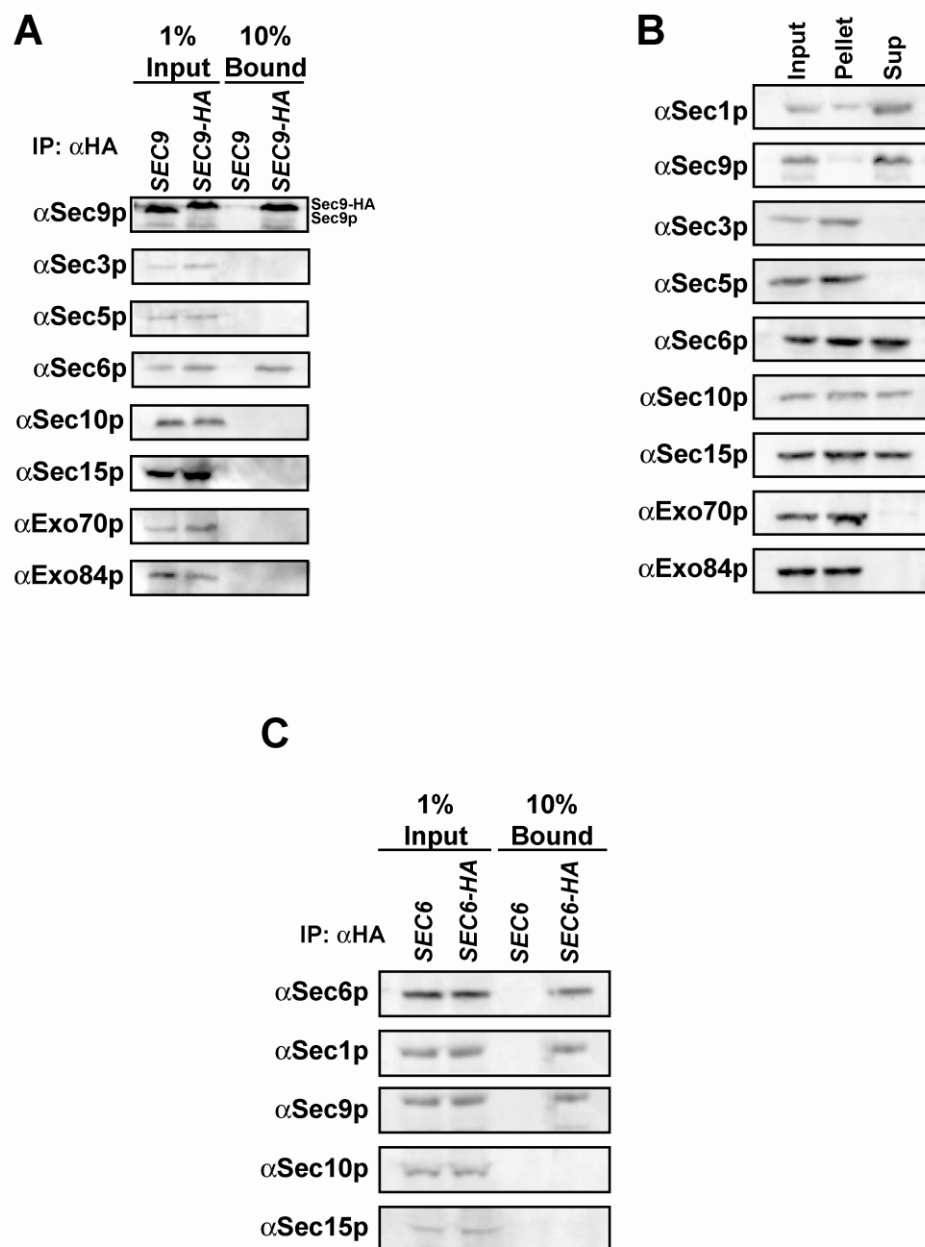 A
1% 10%
Input Bound
IP: αHA SEC9 SEC9-HA SEC9 SEC9-HA
αSec9p Sec9-HA
Sec9p
αSec3p
αSec5p
αSec6p
αSec10p
αSec15p
αExo70p
αExo84p
B
Input Pellet Sup
αSec1p
αSec9p
αSec3p
αSec5p
αSec6p
αSec10p
αSec15p
αExo70p
αExo84p
C
1% 10%
Input Bound
IP: αHA SEC6 SEC6-HA SEC6 SEC6-HA
αSec6p
αSec1p
αSec9p
αSec10p
αSec15p